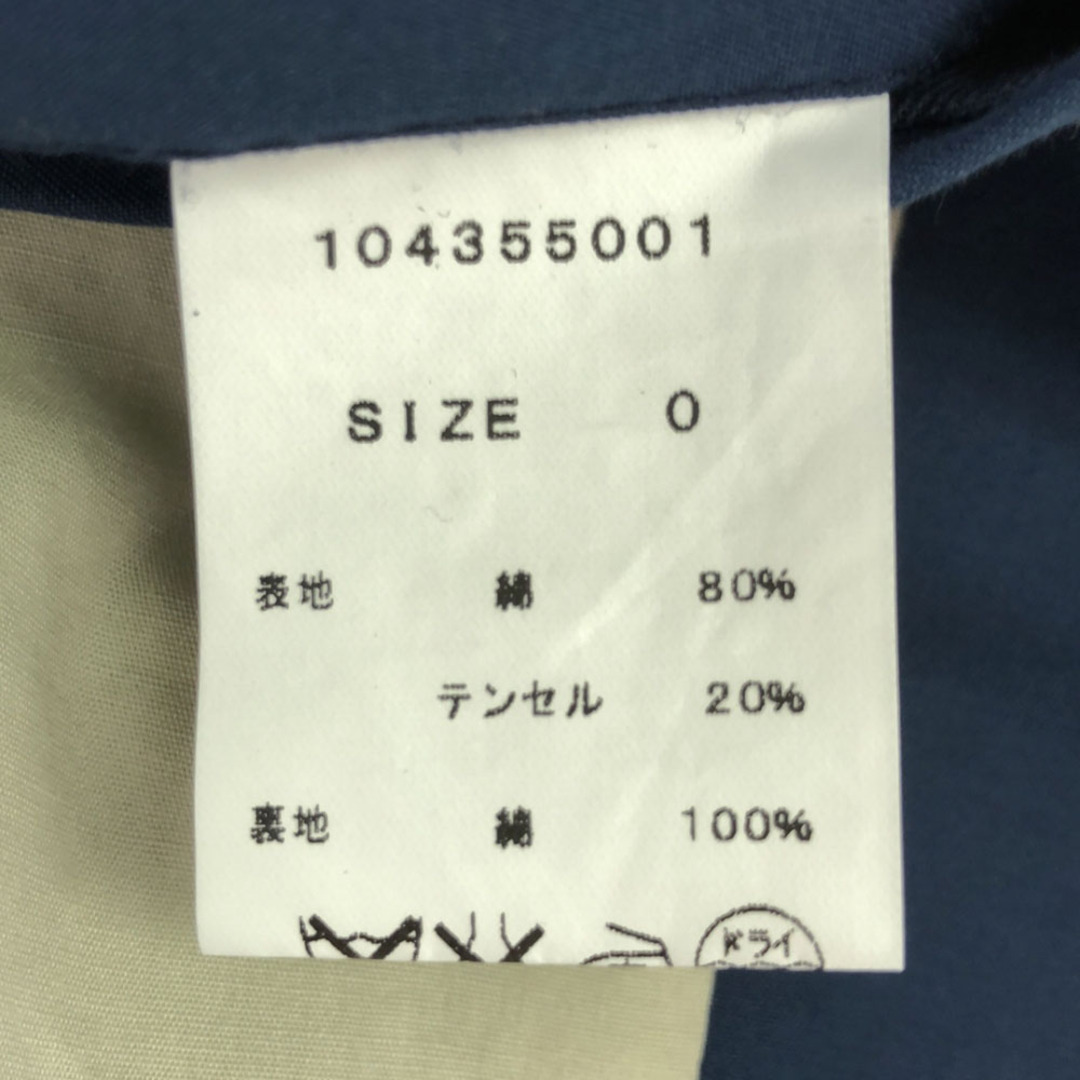 104355001
SIZE 0
表地 綿 80%
テンセル 20%
裏地 綿 100%
ドライ